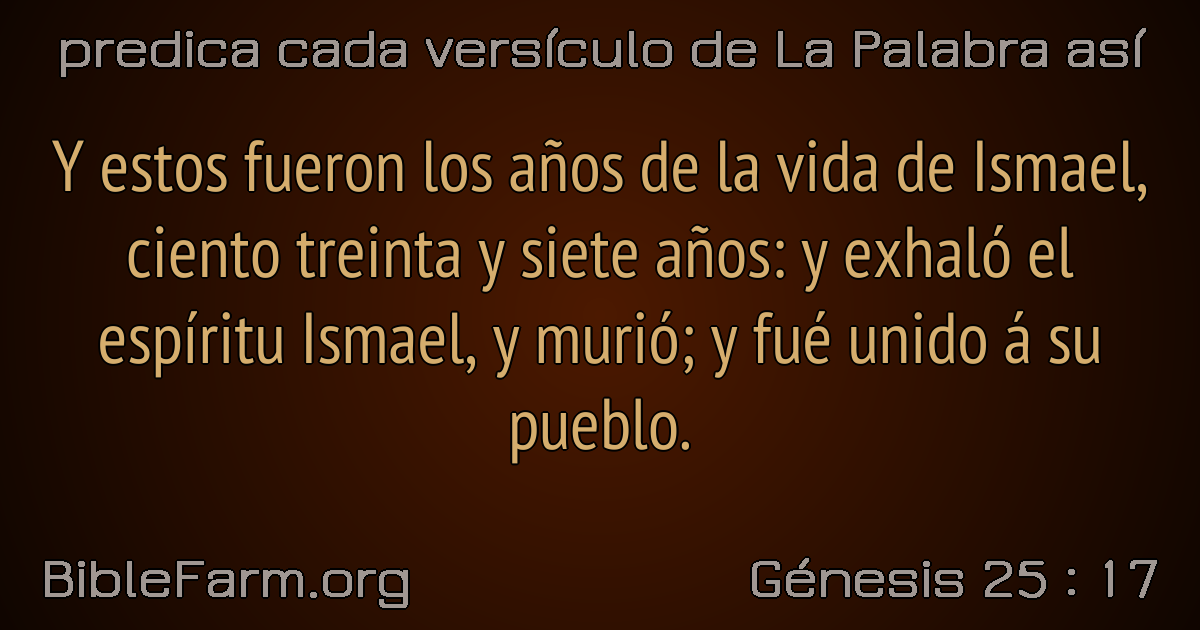 predica cada versículo de La Palabra así
Y estos fueron los años de la vida de Ismael,
ciento treinta y siete años: y exhaló el
espíritu Ismael, y murió; y fué unido á su
pueblo.
BibleFarm.org
Génesis 25 : 17